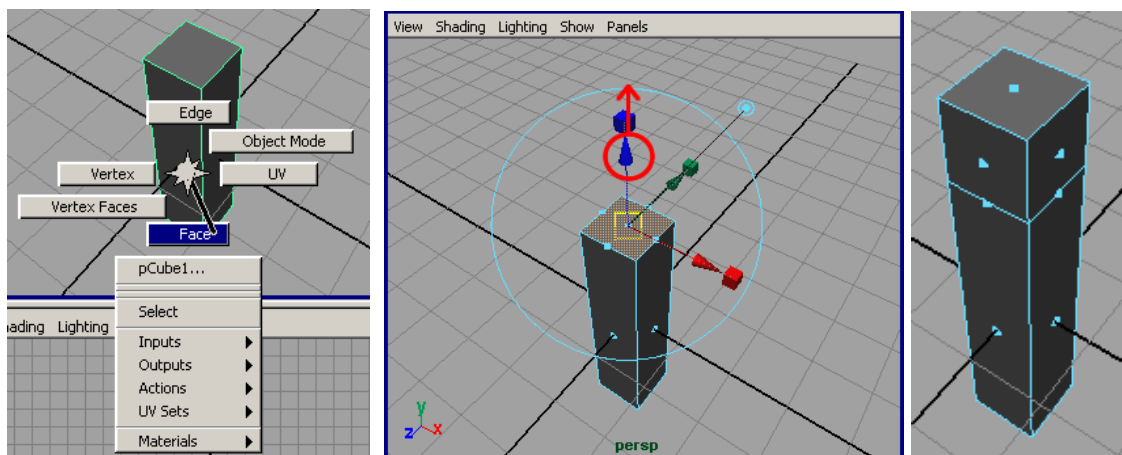 Edge
Object Mode
Vertex
UV
Vertex Faces
Face
pCube1...
Select
Inputs
Outputs
Actions
UV Sets
Materials
ading Lighting
View Shading Lighting Show Panels
y
z x
persp